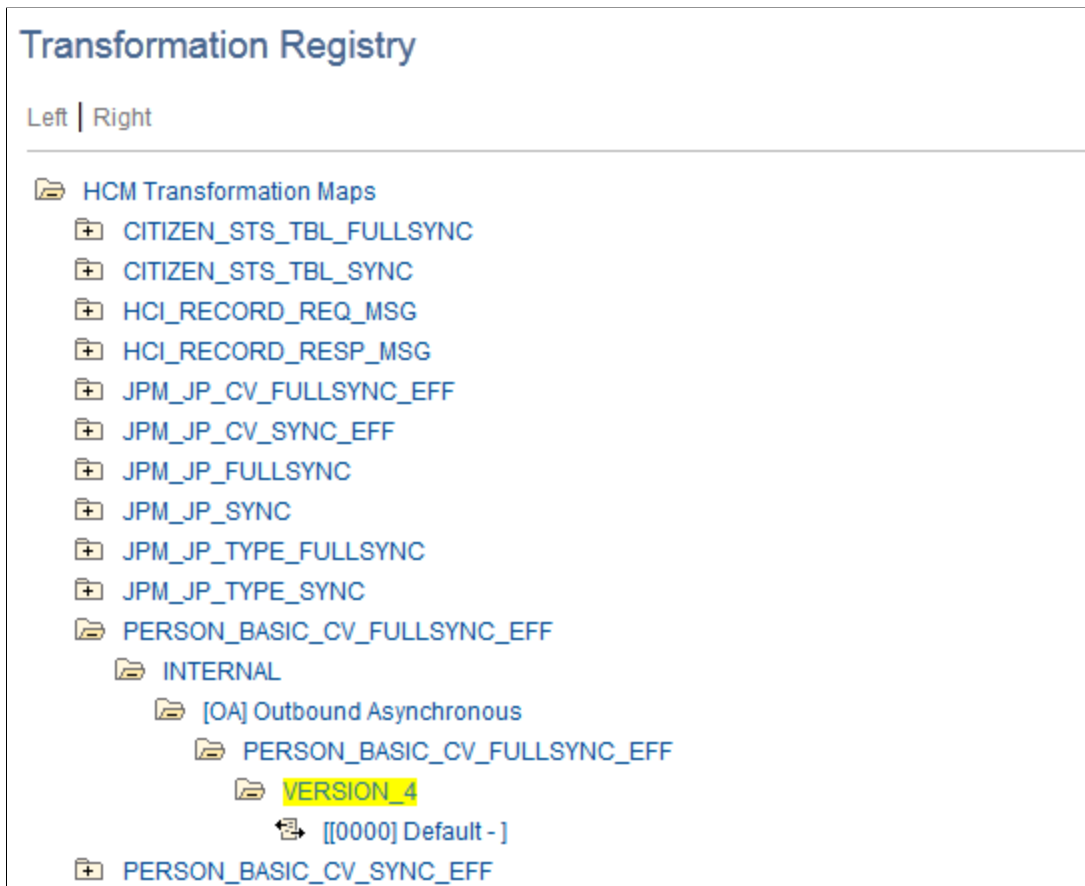 Transformation Registry
Left | Right
HCM Transformation Maps
CITIZEN_STS_TBL_FULLSYNC
CITIZEN_STS_TBL_SYNC
HCI_RECORD_REQ_MSG
HCI_RECORD_RESP_MSG
JPM_JP_CV_FULLSYNC_EFF
JPM_JP_CV_SYNC_EFF
JPM_JP_FULLSYNC
JPM_JP_SYNC
JPM_JP_TYPE_FULLSYNC
JPM_JP_TYPE_SYNC
PERSON_BASIC_CV_FULLSYNC_EFF
INTERNAL
[OA] Outbound Asynchronous
PERSON_BASIC_CV_FULLSYNC_EFF
VERSION_4
[[0000] Default - ]
PERSON_BASIC_CV_SYNC_EFF